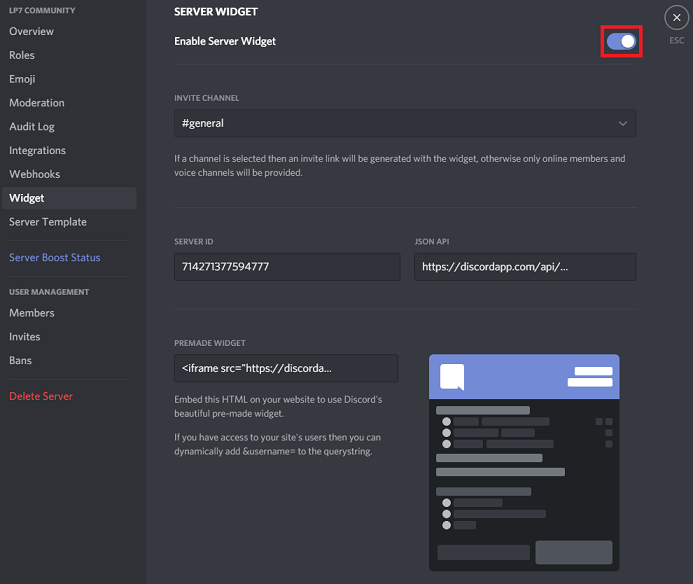 LP7 COMMUNITY
Overview
Roles
Emoji
Moderation
Audit Log
Integrations
Webhooks
Widget
Server Template
Server Boost Status
USER MANAGEMENT
Members
Invites
Bans
Delete Server
SERVER WIDGET
Enable Server Widget
ESC
INVITE CHANNEL
#general
If a channel is selected then an invite link will be generated with the widget, otherwise only online members and
voice channels will be provided.
SERVER ID
714271377594777
JSON API
https://discordapp.com/api/...
PREMADE WIDGET
<iframe src="https://discorda...
Embed this HTML on your website to use Discord's
beautiful pre-made widget.
If you have access to your site's users then you can
dynamically add &username= to the querystring.